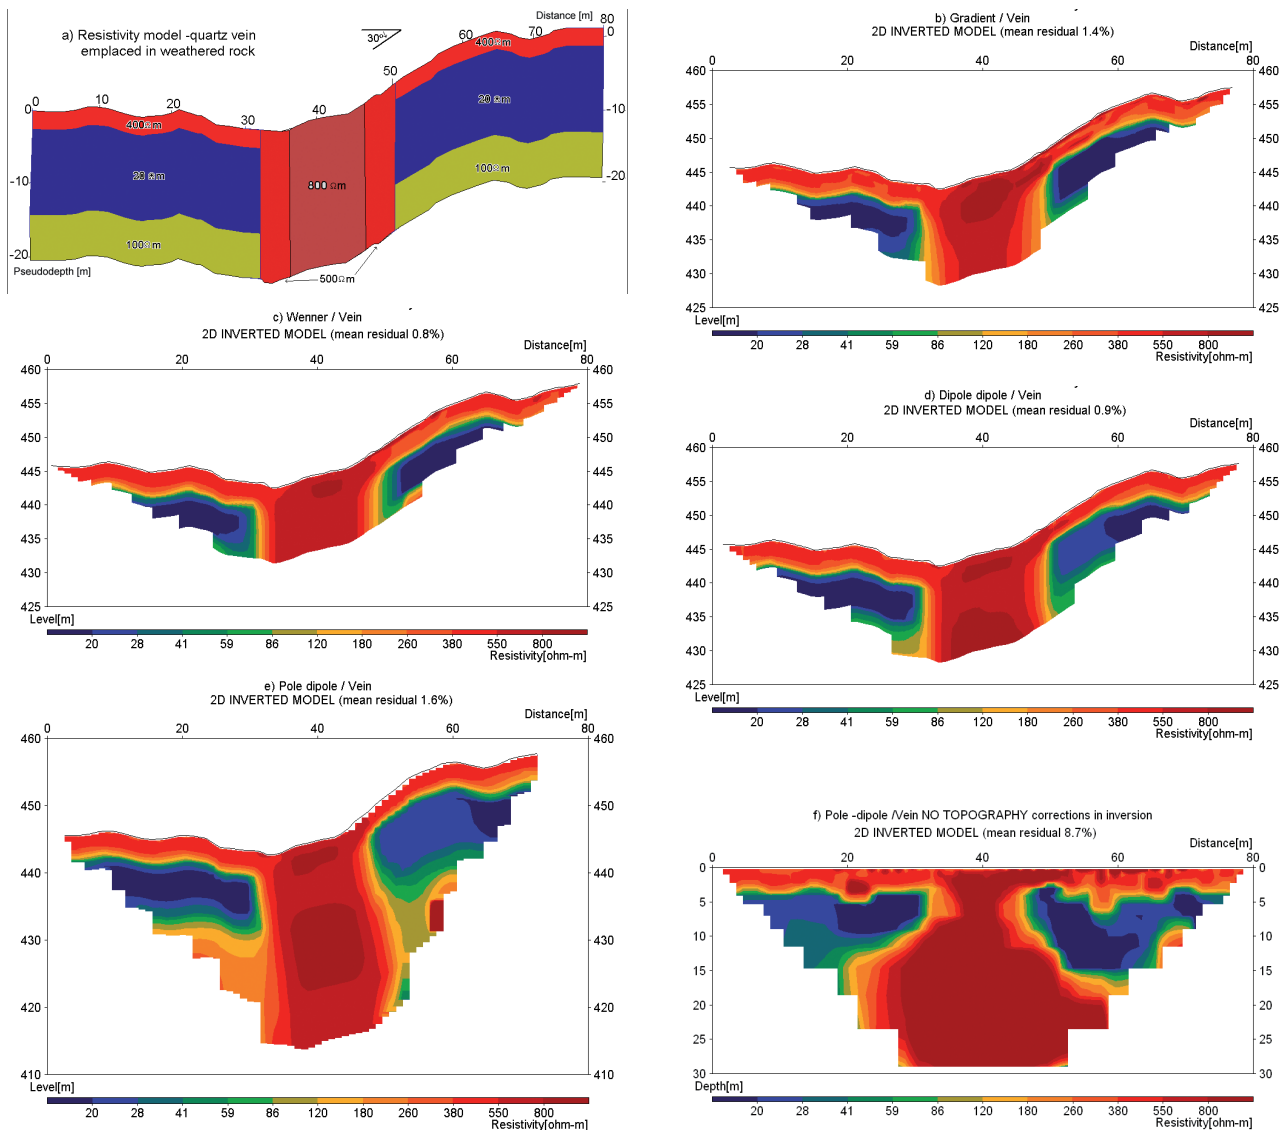 a) Resistivity model -quartz vein
emplaced in weathered rock
30º
Distance [m] 80
0 10 20 30 40 50 60 70
0
-10
-20
0
-10
-20
400Ωm
400Ωm
20 Ωm
20 Ωm
800 Ωm
100Ωm
100Ωm
500Ωm
Pseudodepth [m]
b) Gradient / Vein
2D INVERTED MODEL (mean residual 1.4%)
Distance[m]
0 20 40 60 80
460 460
455 455
450 450
445 445
440 440
435 435
430 430
425 425
Level[m]
20 28 41 59 86 120 180 260 380 550 800
Resistivity[ohm-m]
c) Wenner / Vein
2D INVERTED MODEL (mean residual 0.8%)
Distance[m]
0 20 40 60 80
460 460
455 455
450 450
445 445
440 440
435 435
430 430
425 425
Level[m]
20 28 41 59 86 120 180 260 380 550 800
Resistivity[ohm-m]
d) Dipole dipole / Vein
2D INVERTED MODEL (mean residual 0.9%)
Distance[m]
0 20 40 60 80
460 460
455 455
450 450
445 445
440 440
435 435
430 430
425 425
Level[m]
20 28 41 59 86 120 180 260 380 550 800
Resistivity[ohm-m]
e) Pole dipole / Vein
2D INVERTED MODEL (mean residual 1.6%)
Distance[m]
0 20 40 60 80
460 460
450 450
440 440
430 430
420 420
410 410
Level[m]
20 28 41 59 86 120 180 260 380 550 800
Resistivity[ohm-m]
f) Pole -dipole /Vein NO TOPOGRAPHY corrections in inversion
2D INVERTED MODEL (mean residual 8.7%)
Distance[m]
0 20 40 60 80
0 0
5 5
10 10
15 15
20 20
25 25
30 30
Depth[m]
20 28 41 59 86 120 180 260 380 550 800
Resistivity[ohm-m]